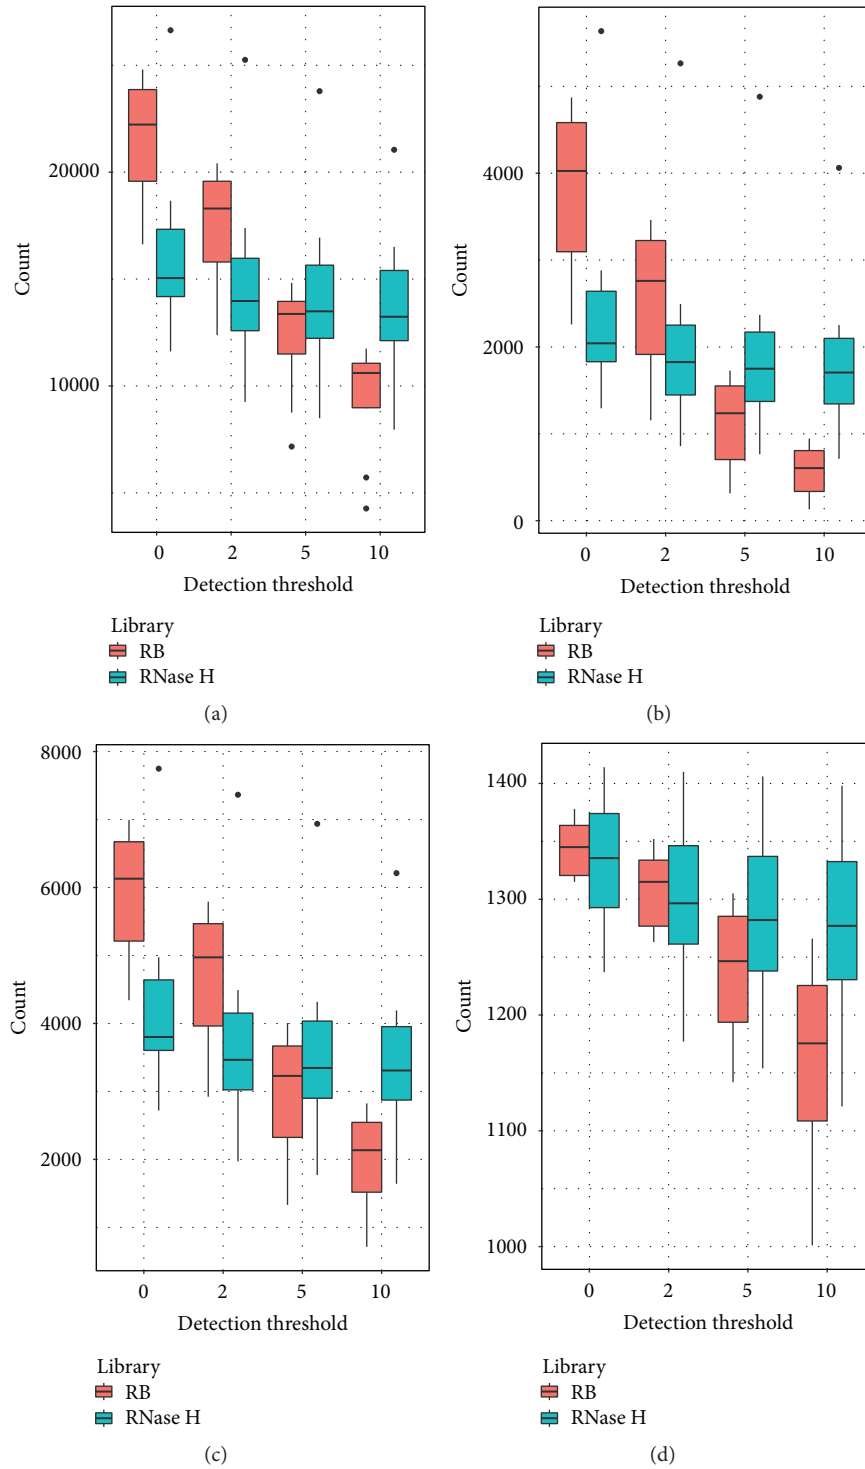 20000
10000
Count
0 2 5 10
Detection threshold
Library
RB
RNase H
(a)
4000
2000
0
Count
0 2 5 10
Detection threshold
Library
RB
RNase H
(b)
8000
6000
4000
2000
Count
0 2 5 10
Detection threshold
Library
RB
RNase H
(c)
1400
1300
1200
1100
1000
Count
0 2 5 10
Detection threshold
Library
RB
RNase H
(d)